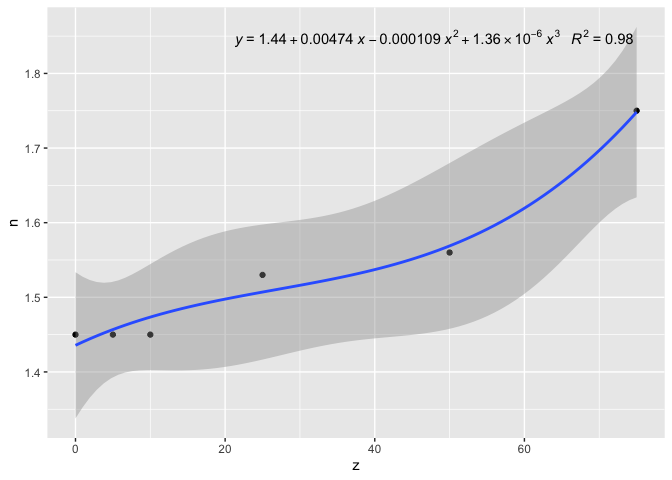 y = 1.44 + 0.00474 x − 0.000109 x² + 1.36 × 10⁻⁶ x³ R² = 0.98
1.8
1.7
1.6
1.5
1.4
n
0 20 40 60
z